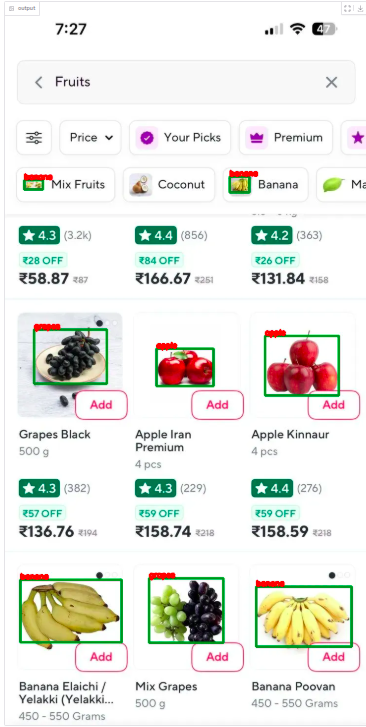 output
7:27
47
Fruits
Price
Your Picks
Premium
banana
Mix Fruits
Coconut
banana
Banana
Ma
4.3 (3.2k)
4.4 (856)
4.2 (363)
₹28 OFF
₹84 OFF
₹26 OFF
₹58.87 ₹87
₹166.67 ₹251
₹131.84 ₹158
grapes
apple
apple
Add
Add
Add
Grapes Black
500 g
Apple Iran
Premium
4 pcs
Apple Kinnaur
4 pcs
4.3 (382)
4.3 (229)
4.4 (276)
₹57 OFF
₹59 OFF
₹59 OFF
₹136.76 ₹194
₹158.74 ₹218
₹158.59 ₹218
banana
grapes
banana
Add
Add
Add
Banana Elaichi /
Yelakki (Yelakki...
450 - 550 Grams
Mix Grapes
500 g
Banana Poovan
450 - 550 Grams